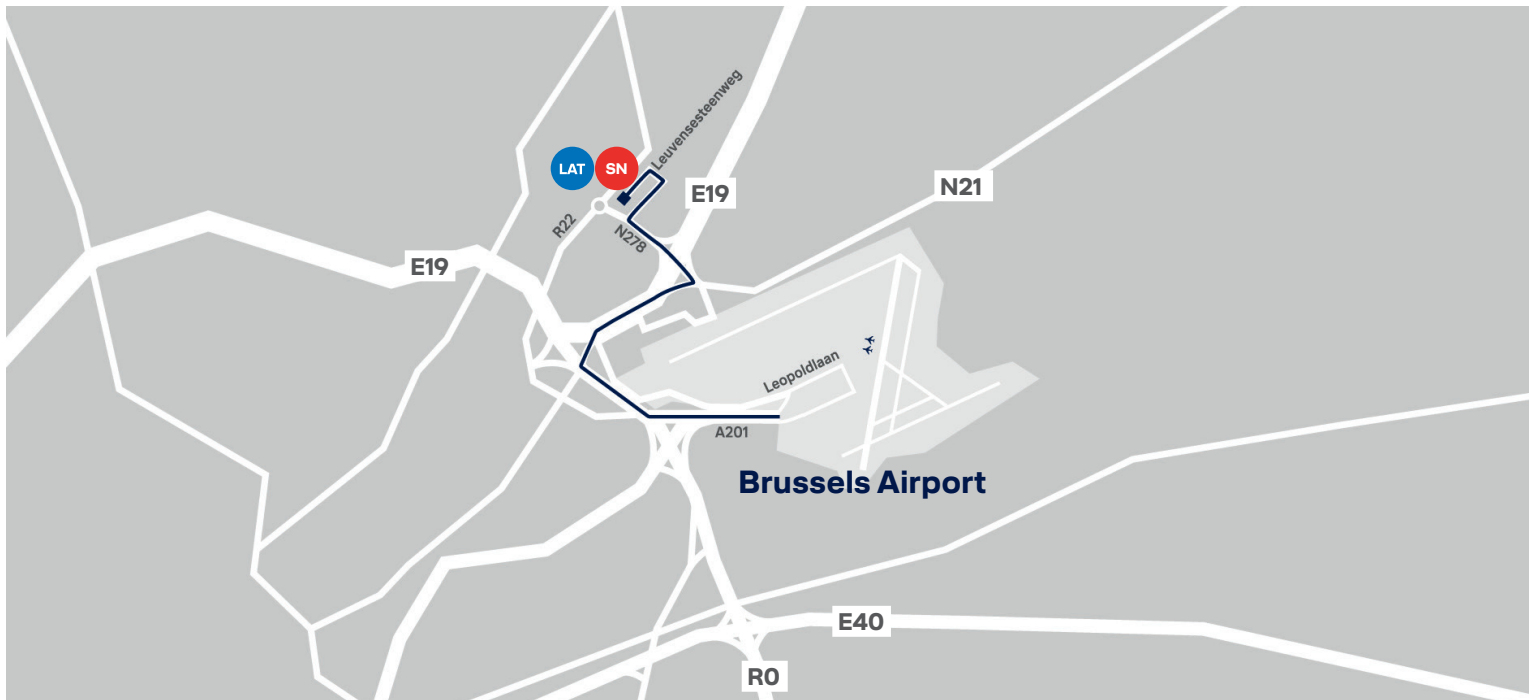 Leuvensesteenweg
LAT
SN
E19
N21
R22
N278
E19
Leopoldlaan
A201
Brussels Airport
E40
R0